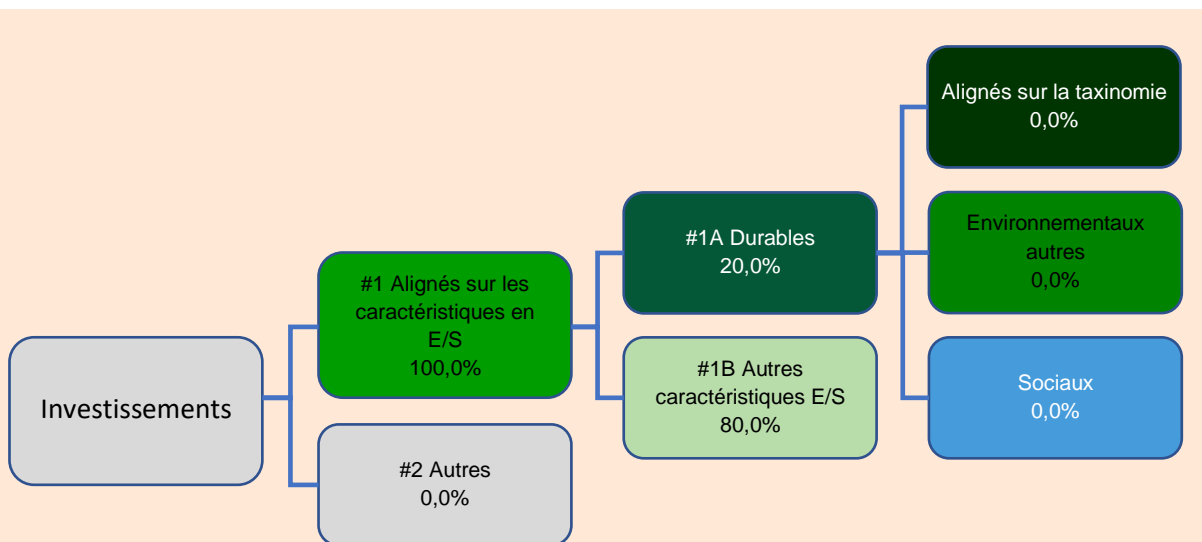 Investissements
#1 Alignés sur les
caractéristiques en
E/S
100,0%
#2 Autres
0,0%
#1A Durables
20,0%
#1B Autres
caractéristiques E/S
80,0%
Alignés sur la taxinomie
0,0%
Environnementaux
autres
0,0%
Sociaux
0,0%